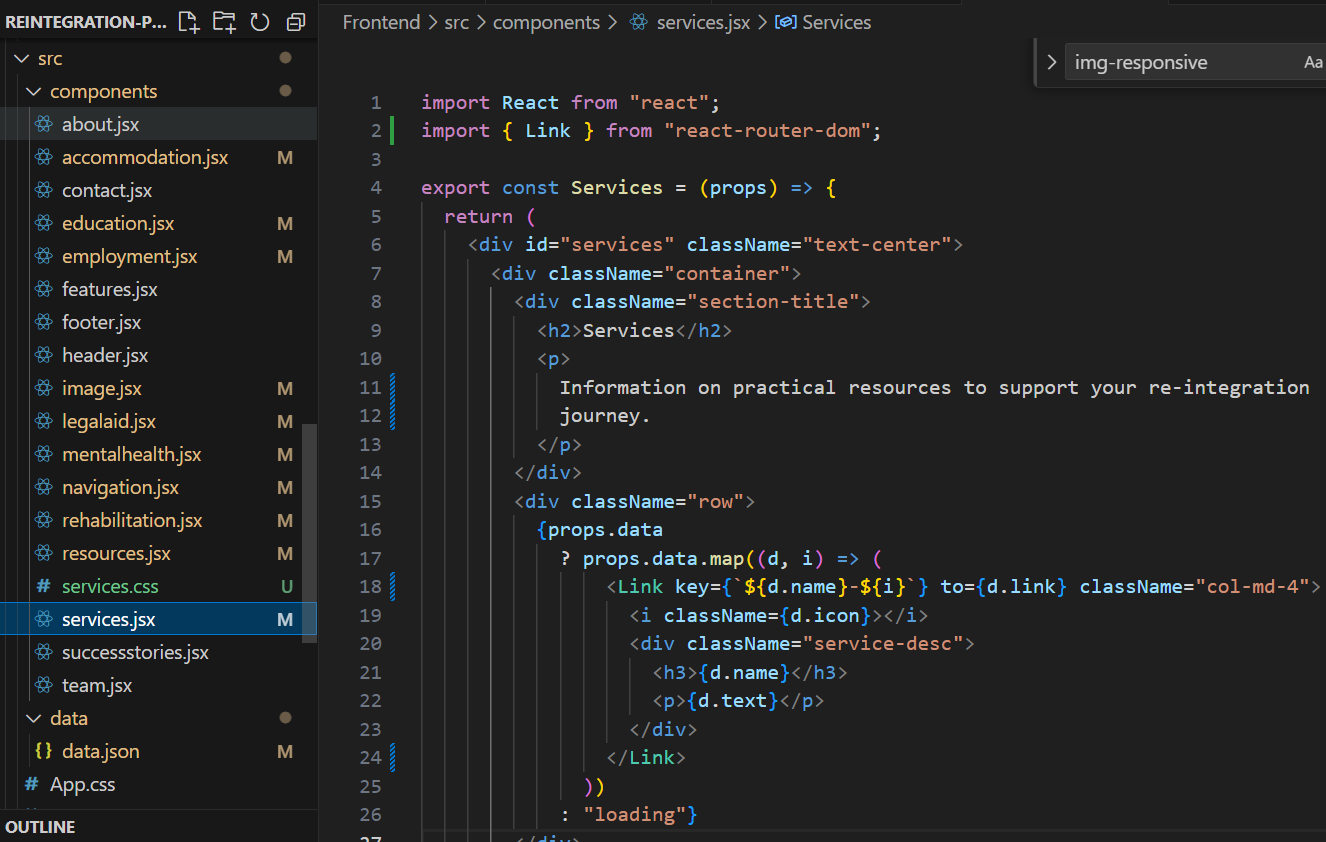 REINTEGRATION-P...
src
components
about.jsx
accommodation.jsx M
contact.jsx
education.jsx M
employment.jsx M
features.jsx
footer.jsx
header.jsx
image.jsx M
legalaid.jsx M
mentalhealth.jsx M
navigation.jsx M
rehabilitation.jsx M
resources.jsx M
# services.css U
services.jsx M
successstories.jsx
team.jsx
data
{} data.json M
# App.css
OUTLINE
Frontend > src > components > services.jsx > Services
> img-responsive Aa
1 import React from "react";
2 import { Link } from "react-router-dom";
3
4 export const Services = (props) => {
5 return (
6 <div id="services" className="text-center">
7 <div className="container">
8 <div className="section-title">
9 <h2>Services</h2>
10 <p>
11 Information on practical resources to support your re-integration
12 journey.
13 </p>
14 </div>
15 <div className="row">
16 {props.data
17 ? props.data.map((d, i) => (
18 <Link key={`${d.name}-${i}`} to={d.link} className="col-md-4">
19 <i className={d.icon}></i>
20 <div className="service-desc">
21 <h3>{d.name}</h3>
22 <p>{d.text}</p>
23 </div>
24 </Link>
25 ))
26 : "loading"}
27 </div>